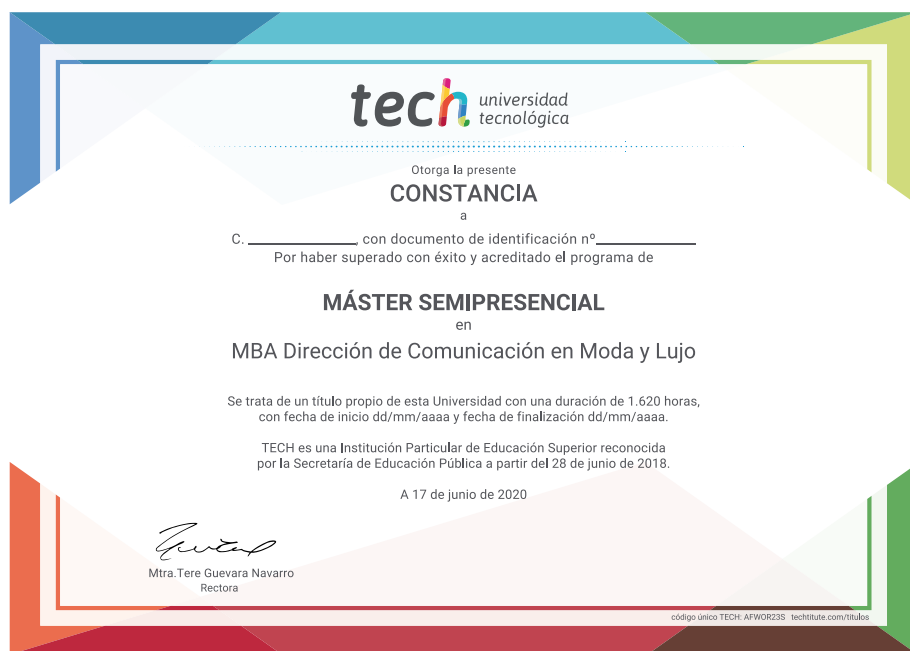 tech universidad
tecnológica
Otorga la presente
CONSTANCIA
a
C. ____________, con documento de identificación nº____________
Por haber superado con éxito y acreditado el programa de
MÁSTER SEMIPRESENCIAL
en
MBA Dirección de Comunicación en Moda y Lujo
Se trata de un título propio de esta Universidad con una duración de 1.620 horas,
con fecha de inicio dd/mm/aaaa y fecha de finalización dd/mm/aaaa.
TECH es una Institución Particular de Educación Superior reconocida
por la Secretaría de Educación Pública a partir del 28 de junio de 2018.
A 17 de junio de 2020
Mtra.Tere Guevara Navarro
Rectora
código único TECH: AFWOR23S techtitute.com/titulos